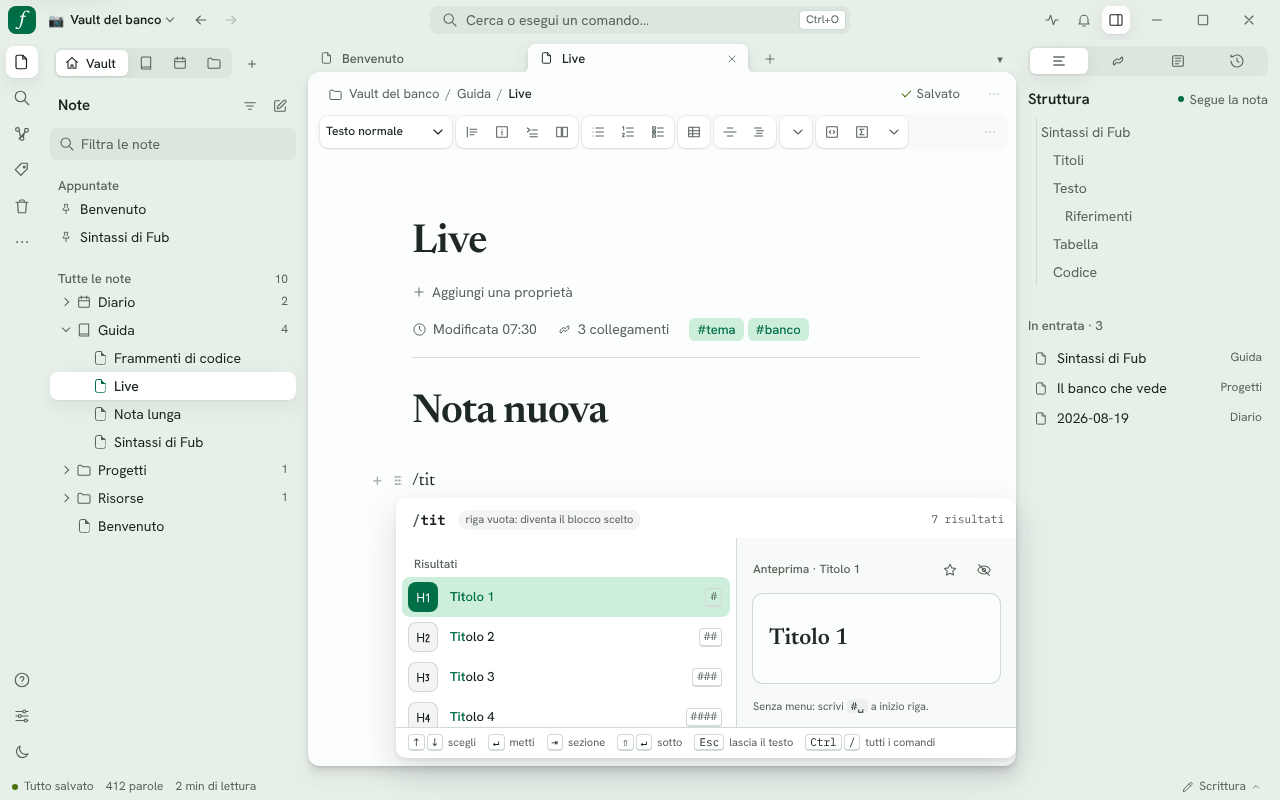 f Vault del banco
Cerca o esegui un comando... Ctrl+O
Vault
Note
Filtra le note
Appuntate
Benvenuto
Sintassi di Fub
Tutte le note 10
Diario 2
Guida 4
Frammenti di codice
Live
Nota lunga
Sintassi di Fub
Progetti 1
Risorse 1
Benvenuto
Benvenuto
Live
Vault del banco / Guida / Live
Salvato
Testo normale
Live
Aggiungi una proprietà
Modificata 07:30 3 collegamenti #tema #banco
Nota nuova
/tit
/tit riga vuota: diventa il blocco scelto 7 risultati
Risultati
H1 Titolo 1 #
H2 Titolo 2 ##
H3 Titolo 3 ###
H4 Titolo 4 ####
Anteprima · Titolo 1
Titolo 1
Senza menu: scrivi #␣ a inizio riga.
↑ ↓ scegli ↵ metti ⇥ sezione ⇧ ↵ sotto Esc lascia il testo Ctrl / tutti i comandi
Struttura Segue la nota
Sintassi di Fub
Titoli
Testo
Riferimenti
Tabella
Codice
In entrata · 3
Sintassi di Fub Guida
Il banco che vede Progetti
2026-08-19 Diario
Tutto salvato 412 parole 2 min di lettura
Scrittura